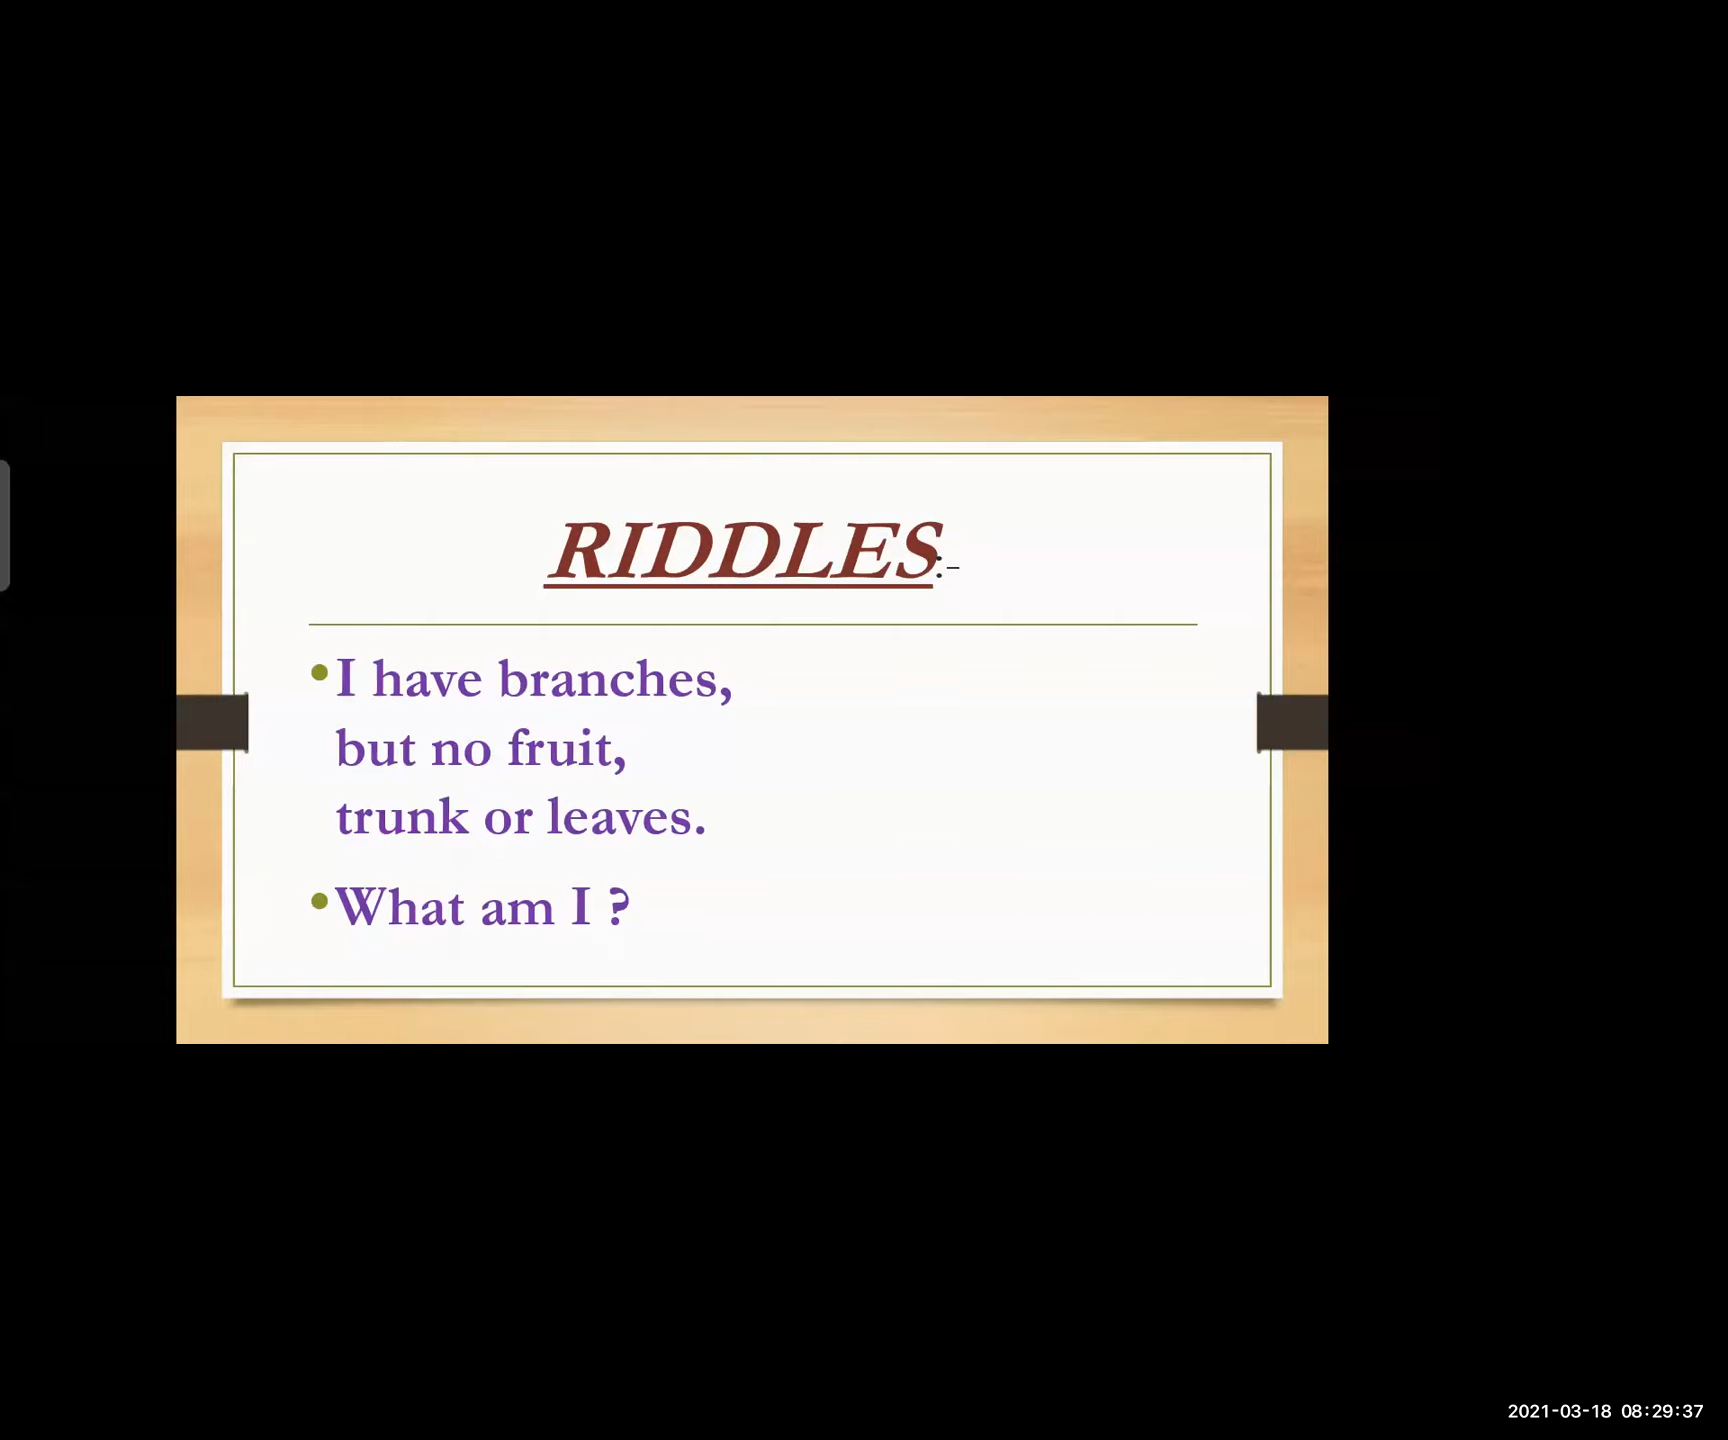 RIDDLES:-
•I have branches,
but no fruit,
trunk or leaves.
•What am I ?
2021-03-18 08:29:37